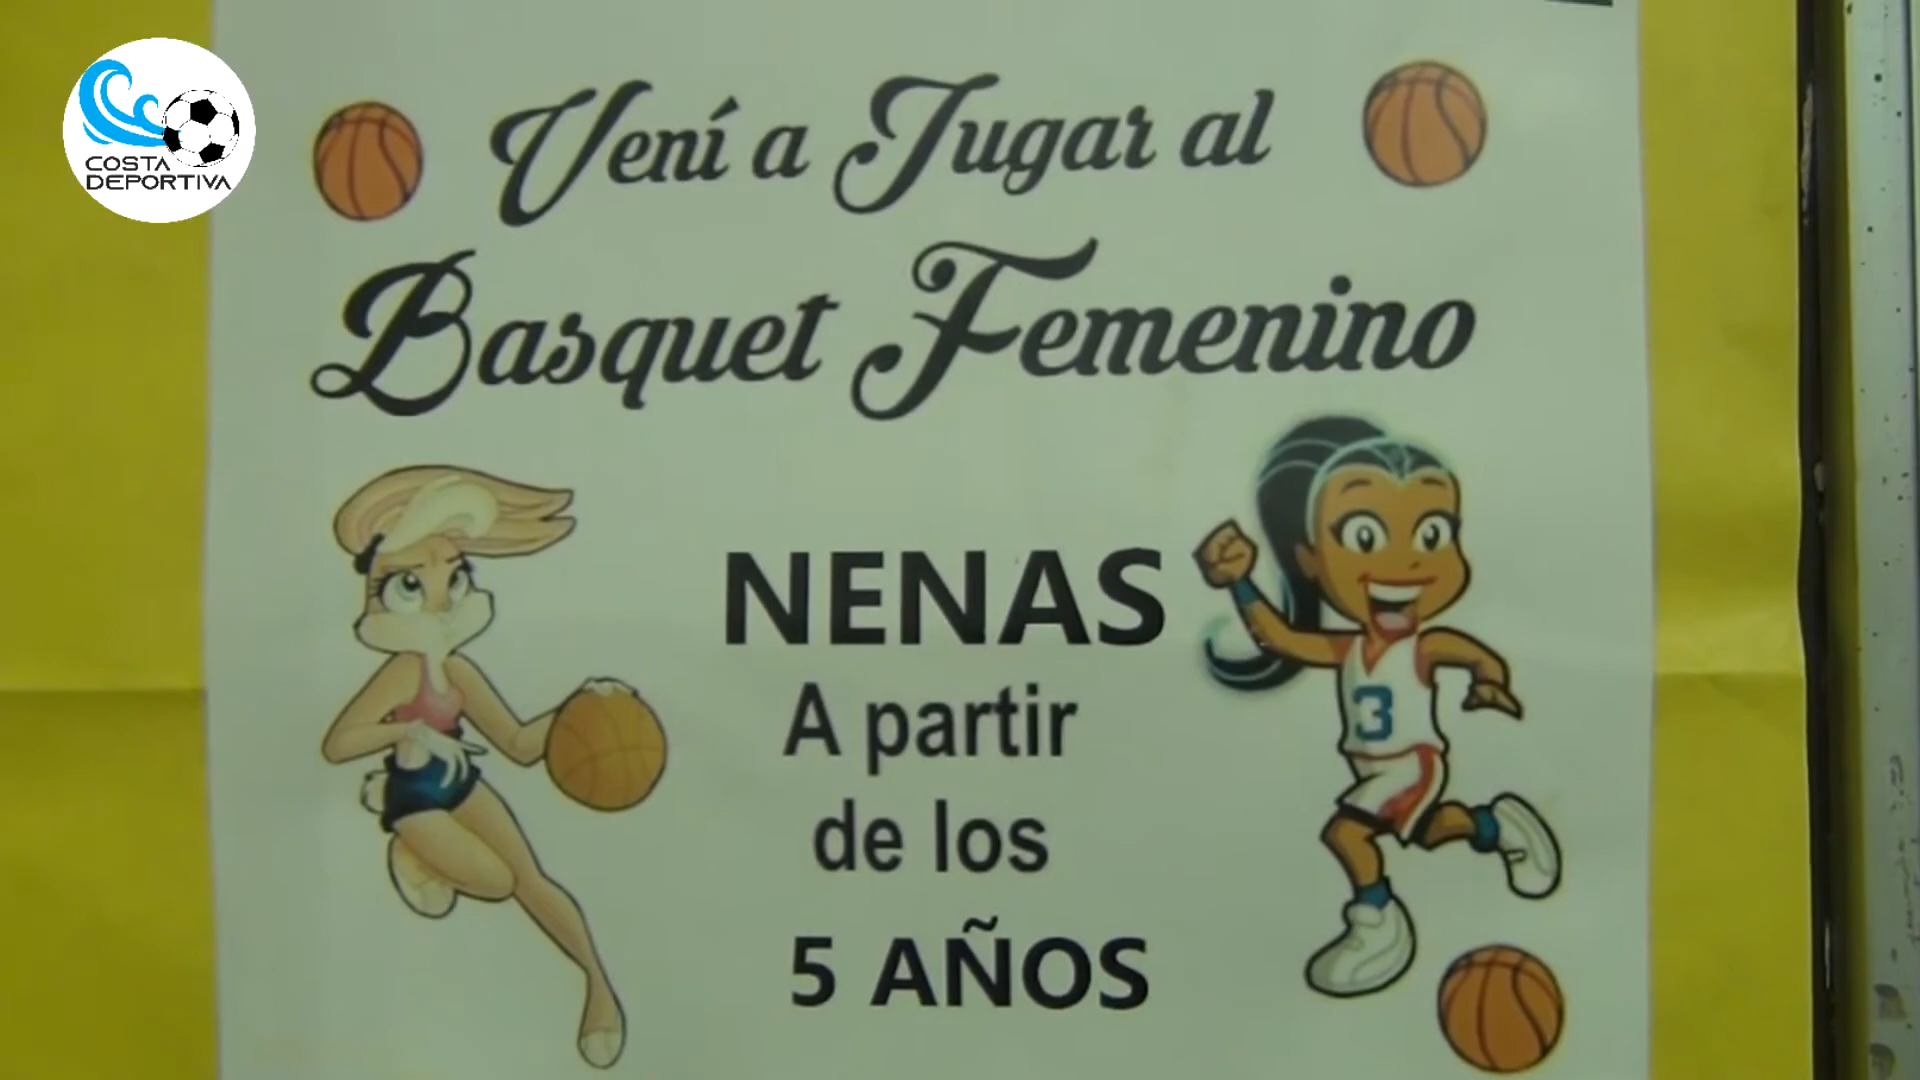 COSTA
DEPORTIVA
Vení a Jugar al
Basquet Femenino
NENAS
A partir
de los
5 AÑOS
3